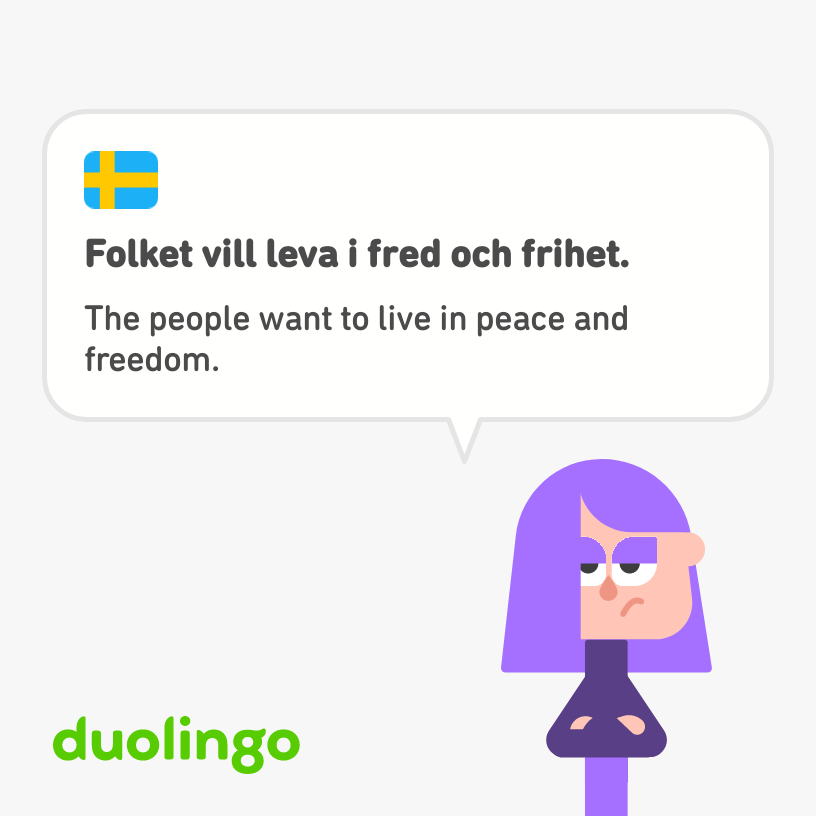 Folket vill leva i fred och frihet.
The people want to live in peace and
freedom.
duolingo